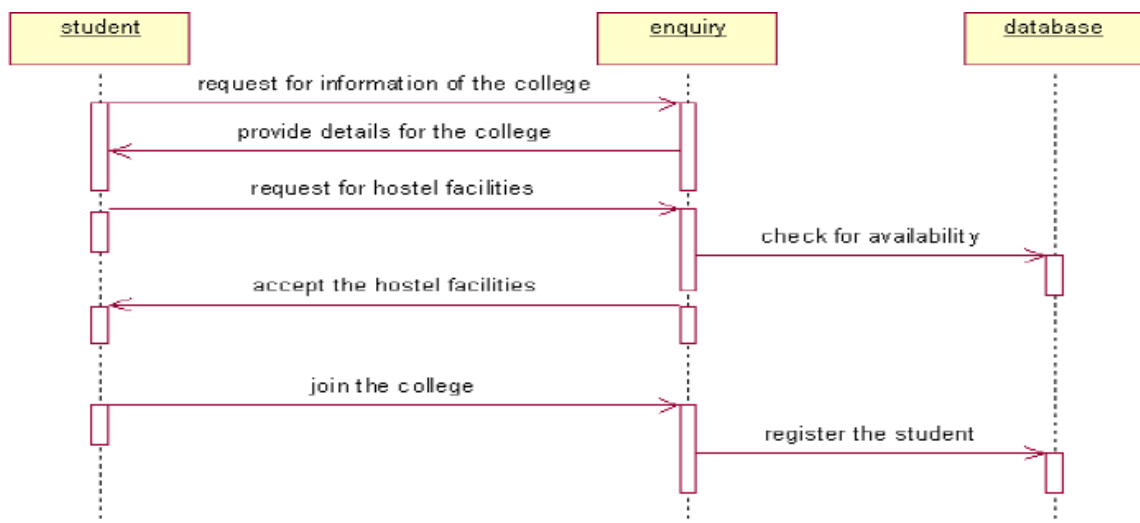 student
enquiry
database
request for information of the college
provide details for the college
request for hostel facilities
check for availability
accept the hostel facilities
join the college
register the student